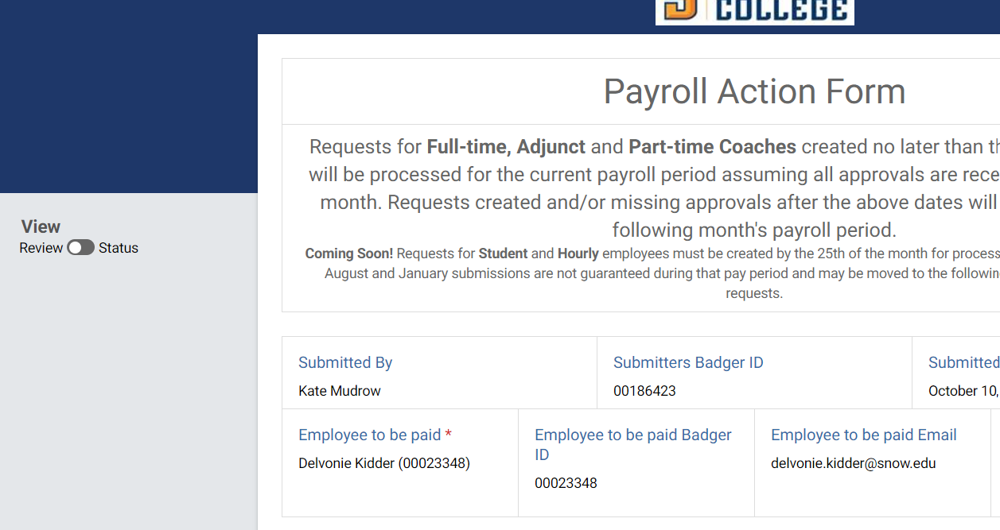 COLLEGE
Payroll Action Form
Requests for Full-time, Adjunct and Part-time Coaches created no later than
will be processed for the current payroll period assuming all approvals are
month. Requests created and/or missing approvals after the above dates will
following month's payroll period.
Coming Soon! Requests for Student and Hourly employees must be created by the 25th of the month for
August and January submissions are not guaranteed during that pay period and may be moved to the
requests.
View
Review Status
Submitted By
Submitters Badger ID
Submitted
Kate Mudrow
00186423
October 10,
Employee to be paid *
Employee to be paid Badger
ID
Employee to be paid Email
Delvonie Kidder (00023348)
00023348
delvonie.kidder@snow.edu